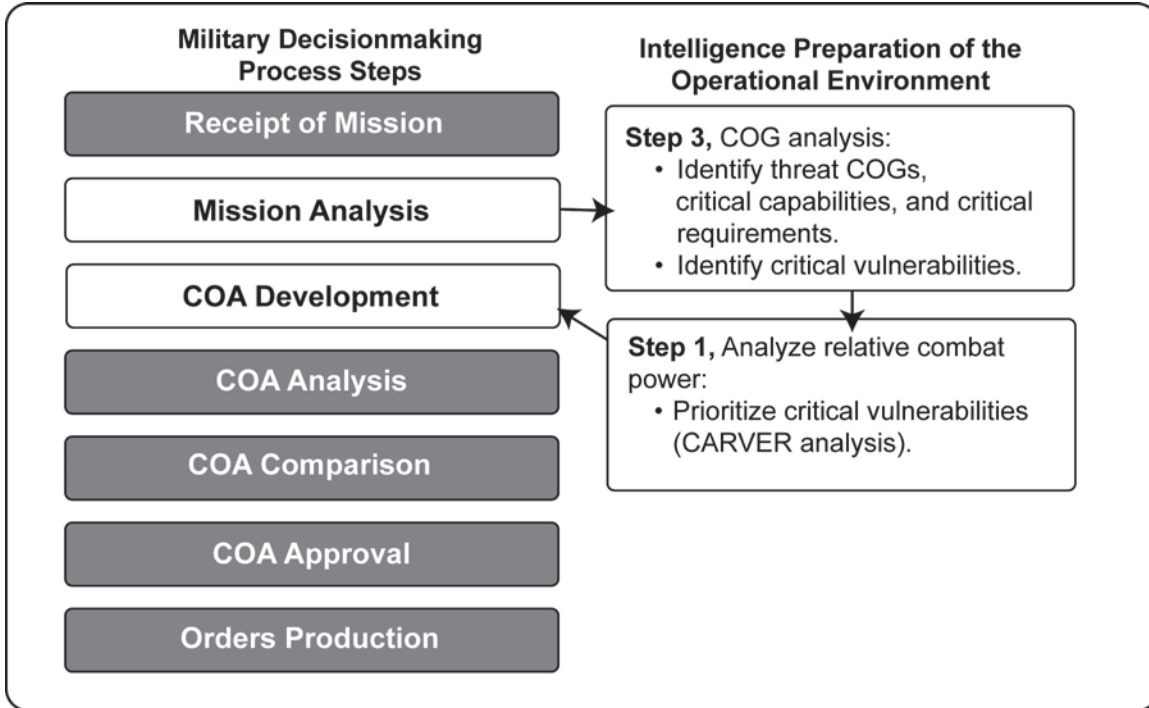 Military Decisionmaking
Process Steps
Receipt of Mission
Mission Analysis
COA Development
COA Analysis
COA Comparison
COA Approval
Orders Production
Intelligence Preparation of the
Operational Environment
Step 3, COG analysis:
• Identify threat COGs,
critical capabilities, and critical
requirements.
• Identify critical vulnerabilities.
Step 1, Analyze relative combat
power:
• Prioritize critical vulnerabilities
(CARVER analysis).